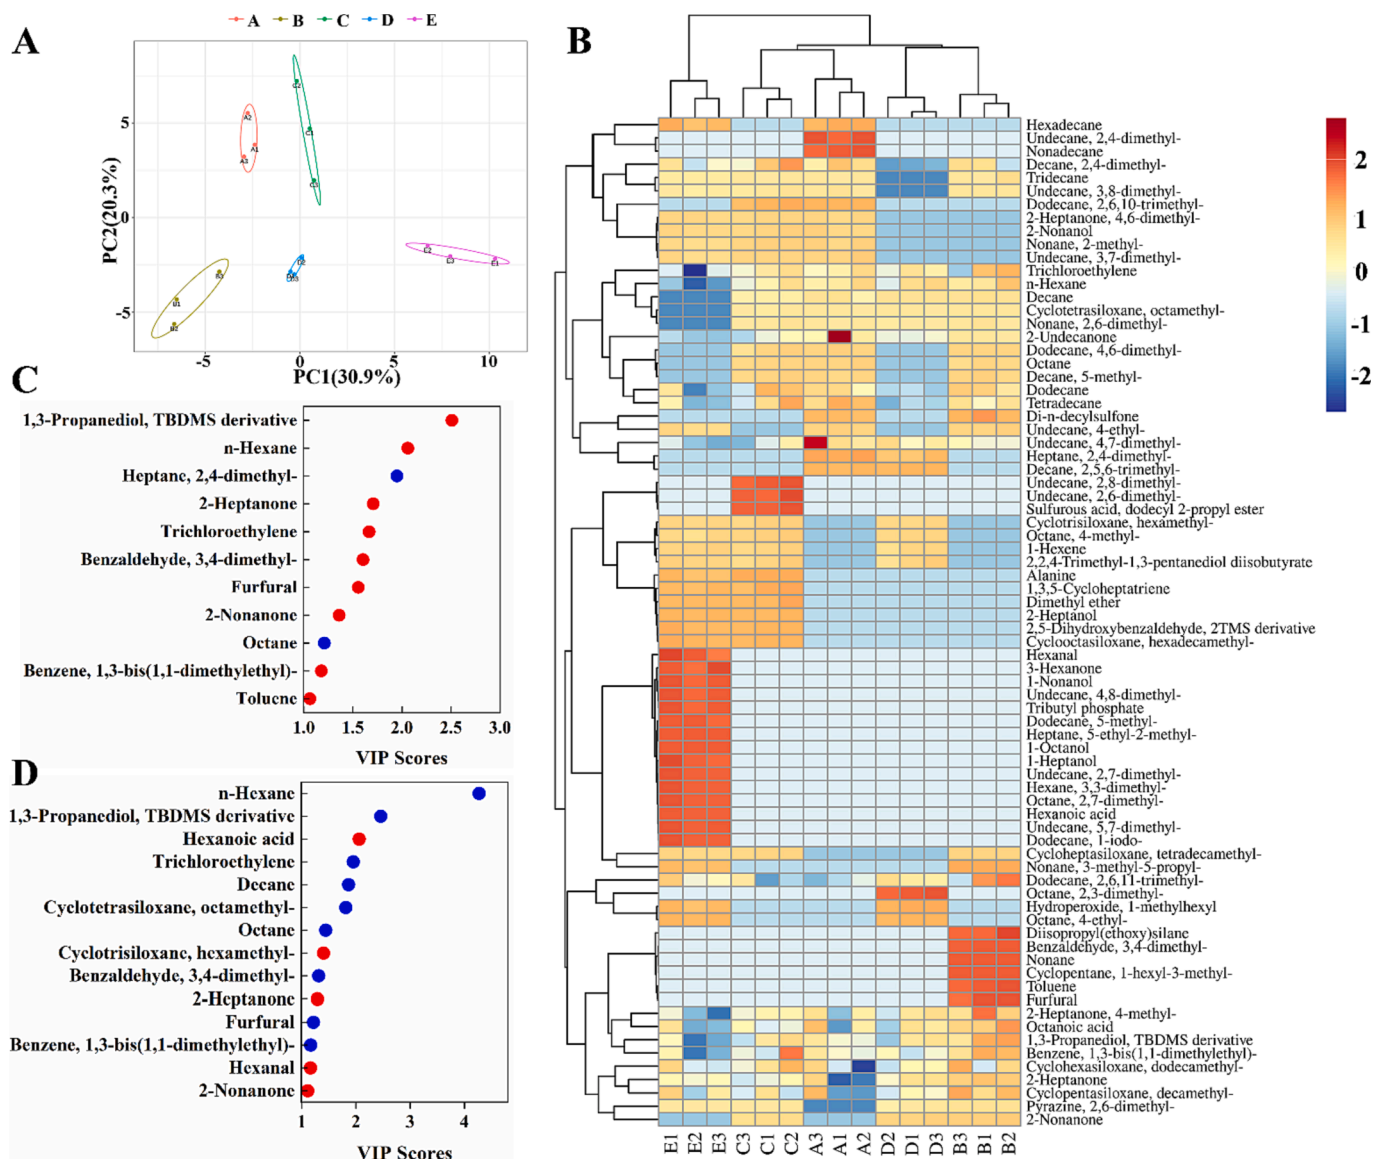 A B C D E
A
PC2(20.3%)
5
0
-5
A2
A1
A3
C2
C1
C3
B3
B1
B2
D2
E2
E3
E1
-5 0 5 10
PC1(30.9%)
B
Hexadecane
Undecane, 2,4-dimethyl-
Nonadecane
Decane, 2,4-dimethyl-
Tridecane
Undecane, 3,8-dimethyl-
Dodecane, 2,6,10-trimethyl-
2-Heptanone, 4,6-dimethyl-
2-Nonanol
Nonane, 2-methyl-
Undecane, 3,7-dimethyl-
Trichloroethylene
n-Hexane
Decane
Cyclotetrasiloxane, octamethyl-
Nonane, 2,6-dimethyl-
2-Undecanone
Dodecane, 4,6-dimethyl-
Octane
Decane, 5-methyl-
Dodecane
Tetradecane
Di-n-decylsulfone
Undecane, 4-ethyl-
Undecane, 4,7-dimethyl-
Heptane, 2,4-dimethyl-
Decane, 2,5,6-trimethyl-
Undecane, 2,8-dimethyl-
Undecane, 2,6-dimethyl-
Sulfurous acid, dodecyl 2-propyl ester
Cyclotrisiloxane, hexamethyl-
Octane, 4-methyl-
1-Hexene
2,2,4-Trimethyl-1,3-pentanediol diisobutyrate
Alanine
1,3,5-Cycloheptatriene
Dimethyl ether
2-Heptanol
2,5-Dihydroxybenzaldehyde, 2TMS derivative
Cyclooctasiloxane, hexadecamethyl-
Hexanal
3-Hexanone
1-Nonanol
Undecane, 4,8-dimethyl-
Tributyl phosphate
Dodecane, 5-methyl-
Heptane, 5-ethyl-2-methyl-
1-Octanol
1-Heptanol
Undecane, 2,7-dimethyl-
Hexane, 3,3-dimethyl-
Octane, 2,7-dimethyl-
Hexanoic acid
Undecane, 5,7-dimethyl-
Dodecane, 1-iodo-
Cycloheptasiloxane, tetradecamethyl-
Nonane, 3-methyl-5-propyl-
Dodecane, 2,6,11-trimethyl-
Octane, 2,3-dimethyl-
Hydroperoxide, 1-methylhexyl
Octane, 4-ethyl-
Diisopropyl(ethoxy)silane
Benzaldehyde, 3,4-dimethyl-
Nonane
Cyclopentane, 1-hexyl-3-methyl-
Toluene
Furfural
2-Heptanone, 4-methyl-
Octanoic acid
1,3-Propanediol, TBDMS derivative
Benzene, 1,3-bis(1,1-dimethylethyl)-
Cyclohexasiloxane, dodecamethyl-
2-Heptanone
Cyclopentasiloxane, decamethyl-
Pyrazine, 2,6-dimethyl-
2-Nonanone
E1 E2 E3 C3 C1 C2 A3 A1 A2 D2 D1 D3 B3 B1 B2
2
1
0
-1
-2
C
1,3-Propanediol, TBDMS derivative
n-Hexane
Heptane, 2,4-dimethyl-
2-Heptanone
Trichloroethylene
Benzaldehyde, 3,4-dimethyl-
Furfural
2-Nonanone
Octane
Benzene, 1,3-bis(1,1-dimethylethyl)-
Toluene
1.0 1.5 2.0 2.5 3.0
VIP Scores
D
n-Hexane
1,3-Propanediol, TBDMS derivative
Hexanoic acid
Trichloroethylene
Decane
Cyclotetrasiloxane, octamethyl-
Octane
Cyclotrisiloxane, hexamethyl-
Benzaldehyde, 3,4-dimethyl-
2-Heptanone
Furfural
Benzene, 1,3-bis(1,1-dimethylethyl)-
Hexanal
2-Nonanone
1 2 3 4
VIP Scores